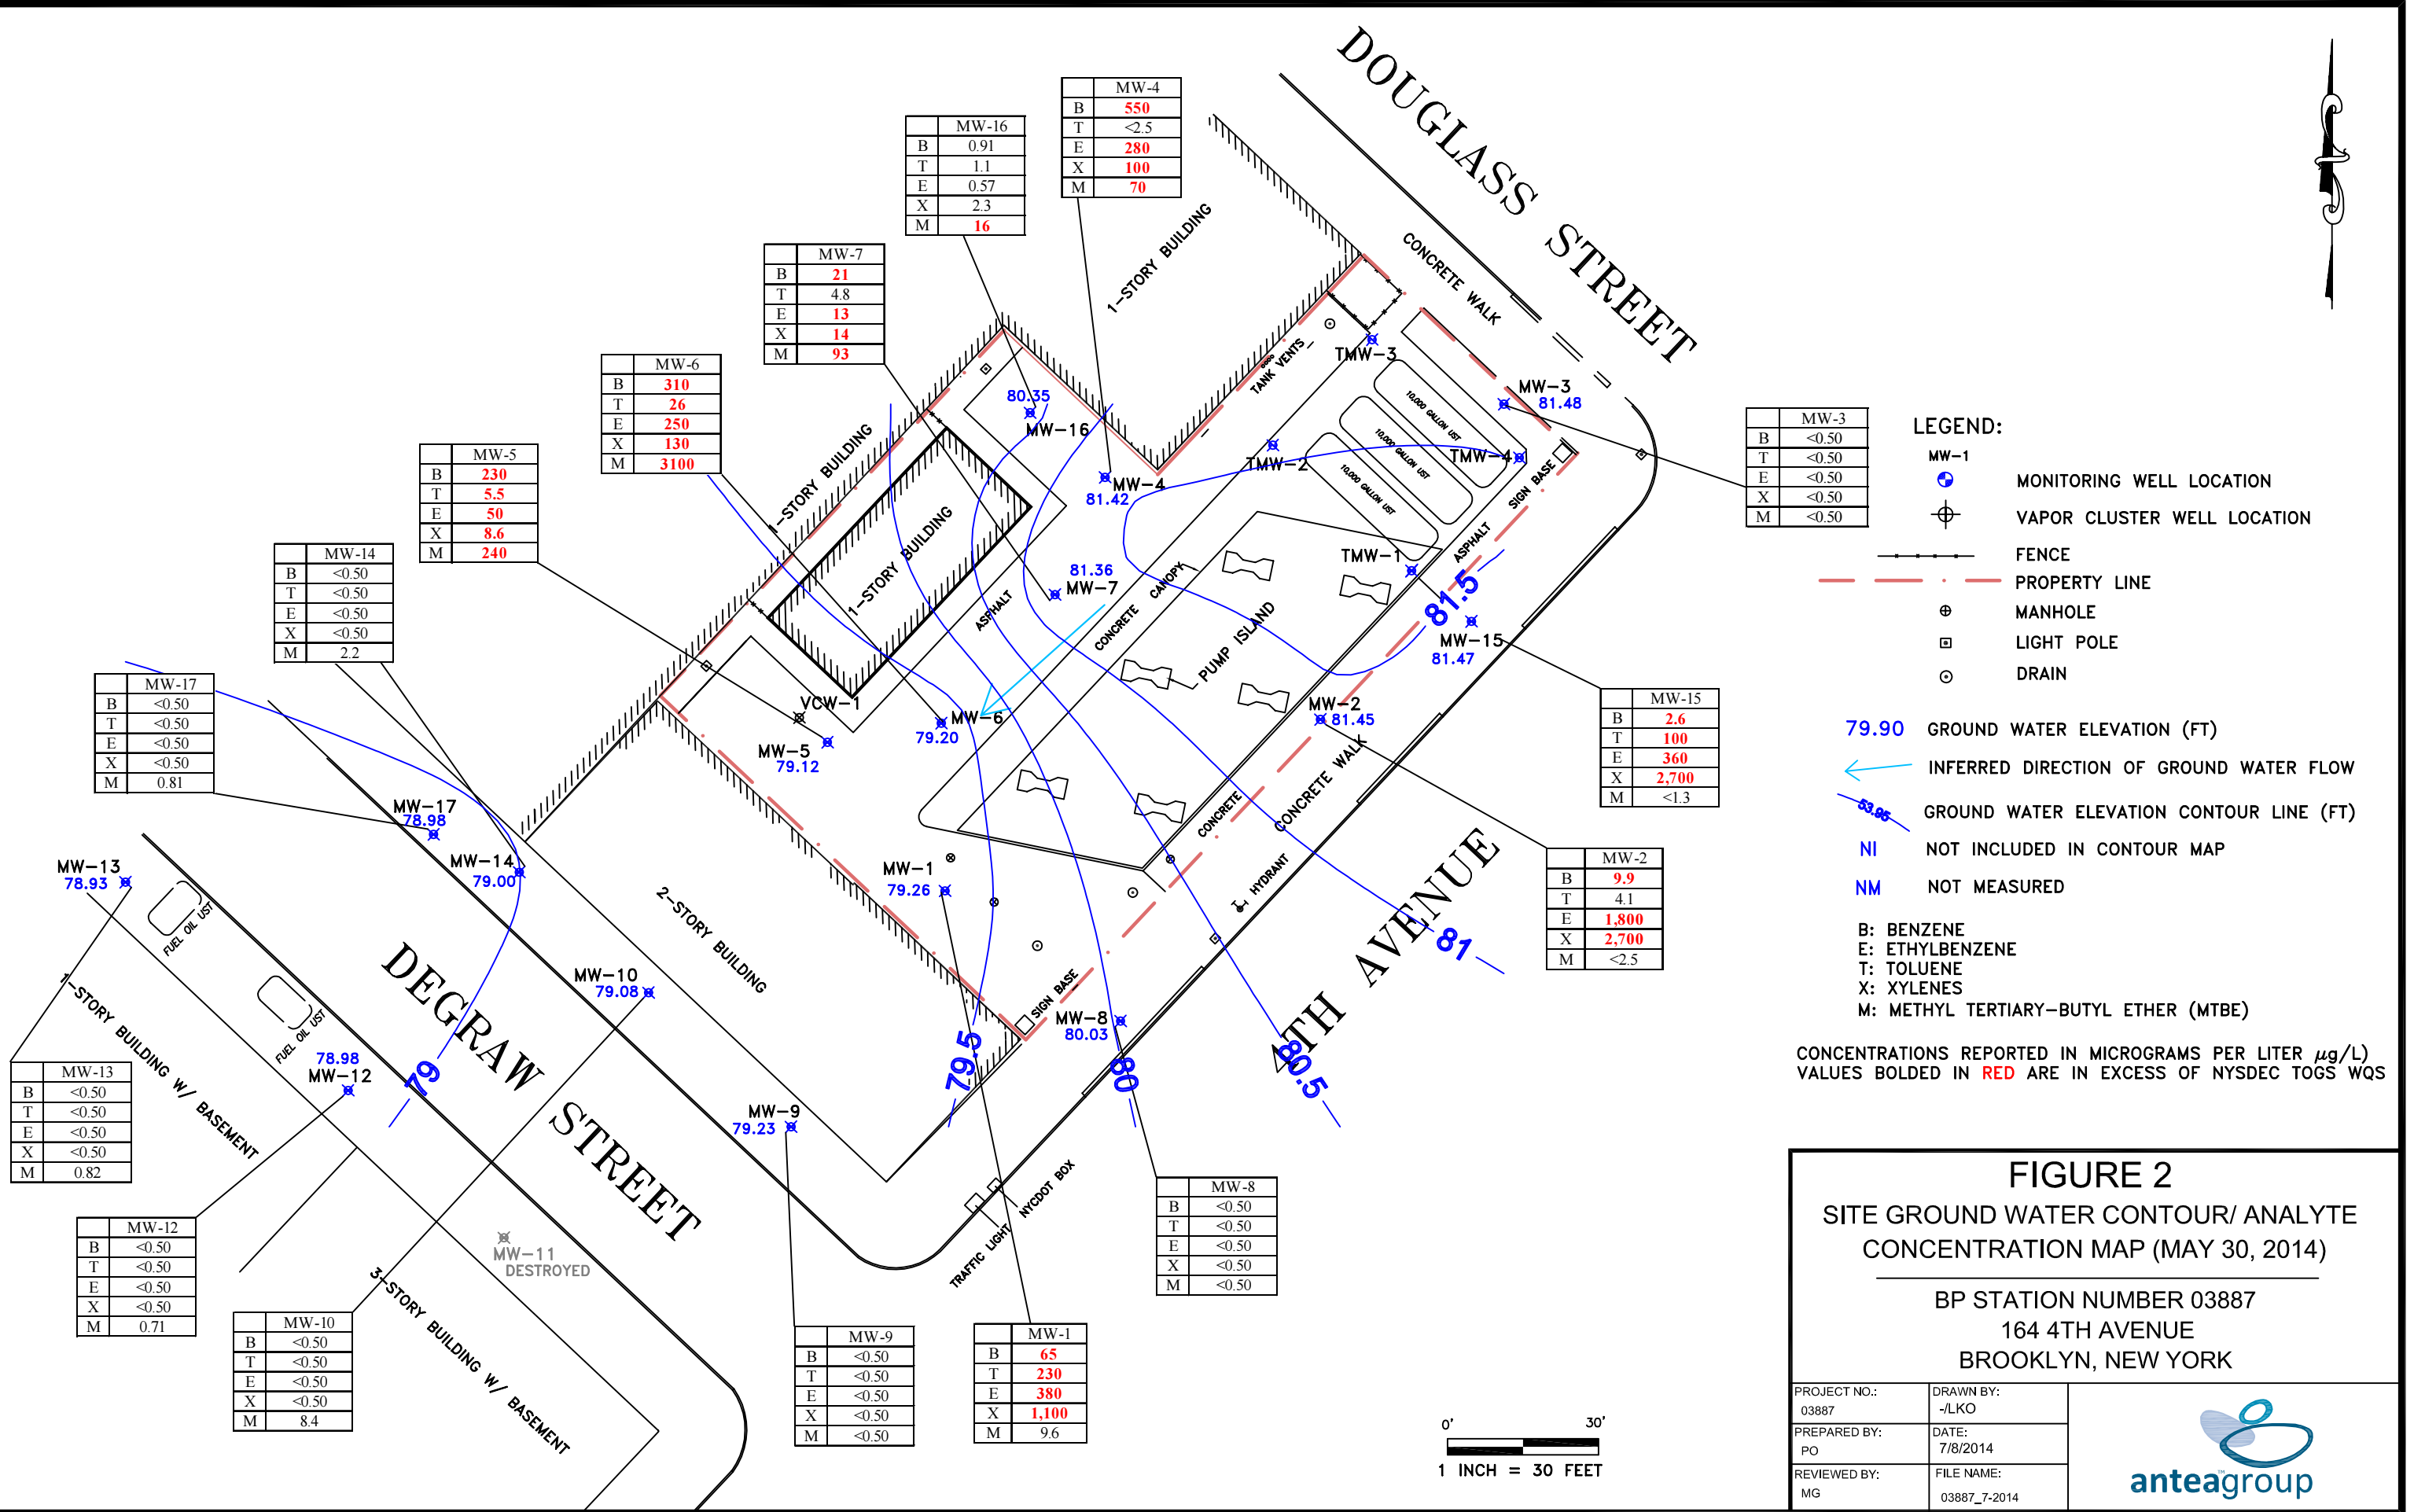 DOUGLASS STREET
CONCRETE WALK
MW-4
B 550
T <2.5
E 280
X 100
M 70
MW-16
B 0.91
T 1.1
E 0.57
X 2.3
M 16
MW-7
B 21
T 4.8
E 13
X 14
M 93
MW-6
B 310
T 26
E 250
X 130
M 3100
MW-5
B 230
T 5.5
E 50
X 8.6
M 240
MW-14
B <0.50
T <0.50
E <0.50
X <0.50
M 2.2
MW-17
B <0.50
T <0.50
E <0.50
X <0.50
M 0.81
MW-13
B <0.50
T <0.50
E <0.50
X <0.50
M 0.82
MW-12
B <0.50
T <0.50
E <0.50
X <0.50
M 0.71
MW-10
B <0.50
T <0.50
E <0.50
X <0.50
M 8.4
MW-9
B <0.50
T <0.50
E <0.50
X <0.50
M <0.50
MW-1
B 65
T 230
E 380
X 1,100
M 9.6
MW-8
B <0.50
T <0.50
E <0.50
X <0.50
M <0.50
MW-2
B 9.9
T 4.1
E 1,800
X 2,700
M <2.5
MW-15
B 2.6
T 100
E 360
X 2,700
M <1.3
MW-3
B <0.50
T <0.50
E <0.50
X <0.50
M <0.50
1-STORY BUILDING
1-STORY BUILDING
1-STORY BUILDING
TANK VENTS
TMW-3
MW-3
81.48
10,000 GALLON UST
10,000 GALLON UST
10,000 GALLON UST
TMW-4
SIGN BASE
TMW-2
80.35
MW-16
MW-4
81.42
ASPHALT
TMW-1
81.5
MW-15
81.47
81.36
MW-7
ASPHALT
CONCRETE
CANOPY
PUMP ISLAND
MW-2
81.45
VCW-1
MW-6
79.20
MW-5
79.12
CONCRETE
CONCRETE WALK
HYDRANT
4TH AVENUE
81
MW-17
78.98
MW-14
79.00
MW-13
78.93
FUEL OIL UST
FUEL OIL UST
1-STORY BUILDING W/ BASEMENT
78.98
MW-12
79
DEGRAW STREET
2-STORY BUILDING
MW-1
79.26
MW-10
79.08
SIGN BASE
MW-8
80.03
79.5
80
80.5
MW-9
79.23
MW-11
DESTROYED
3-STORY BUILDING W/ BASEMENT
TRAFFIC LIGHT
NYCDOT BOX
0' 30'
1 INCH = 30 FEET
LEGEND:
MW-1
MONITORING WELL LOCATION
VAPOR CLUSTER WELL LOCATION
FENCE
PROPERTY LINE
MANHOLE
LIGHT POLE
DRAIN
79.90 GROUND WATER ELEVATION (FT)
INFERRED DIRECTION OF GROUND WATER FLOW
53.95 GROUND WATER ELEVATION CONTOUR LINE (FT)
NI NOT INCLUDED IN CONTOUR MAP
NM NOT MEASURED
B: BENZENE
E: ETHYLBENZENE
T: TOLUENE
X: XYLENES
M: METHYL TERTIARY-BUTYL ETHER (MTBE)
CONCENTRATIONS REPORTED IN MICROGRAMS PER LITER µg/L)
VALUES BOLDED IN RED ARE IN EXCESS OF NYSDEC TOGS WQS
FIGURE 2
SITE GROUND WATER CONTOUR/ ANALYTE
CONCENTRATION MAP (MAY 30, 2014)
BP STATION NUMBER 03887
164 4TH AVENUE
BROOKLYN, NEW YORK
PROJECT NO.: 03887
DRAWN BY: -/LKO
PREPARED BY: PO
DATE: 7/8/2014
REVIEWED BY: MG
FILE NAME: 03887_7-2014
anteagroup